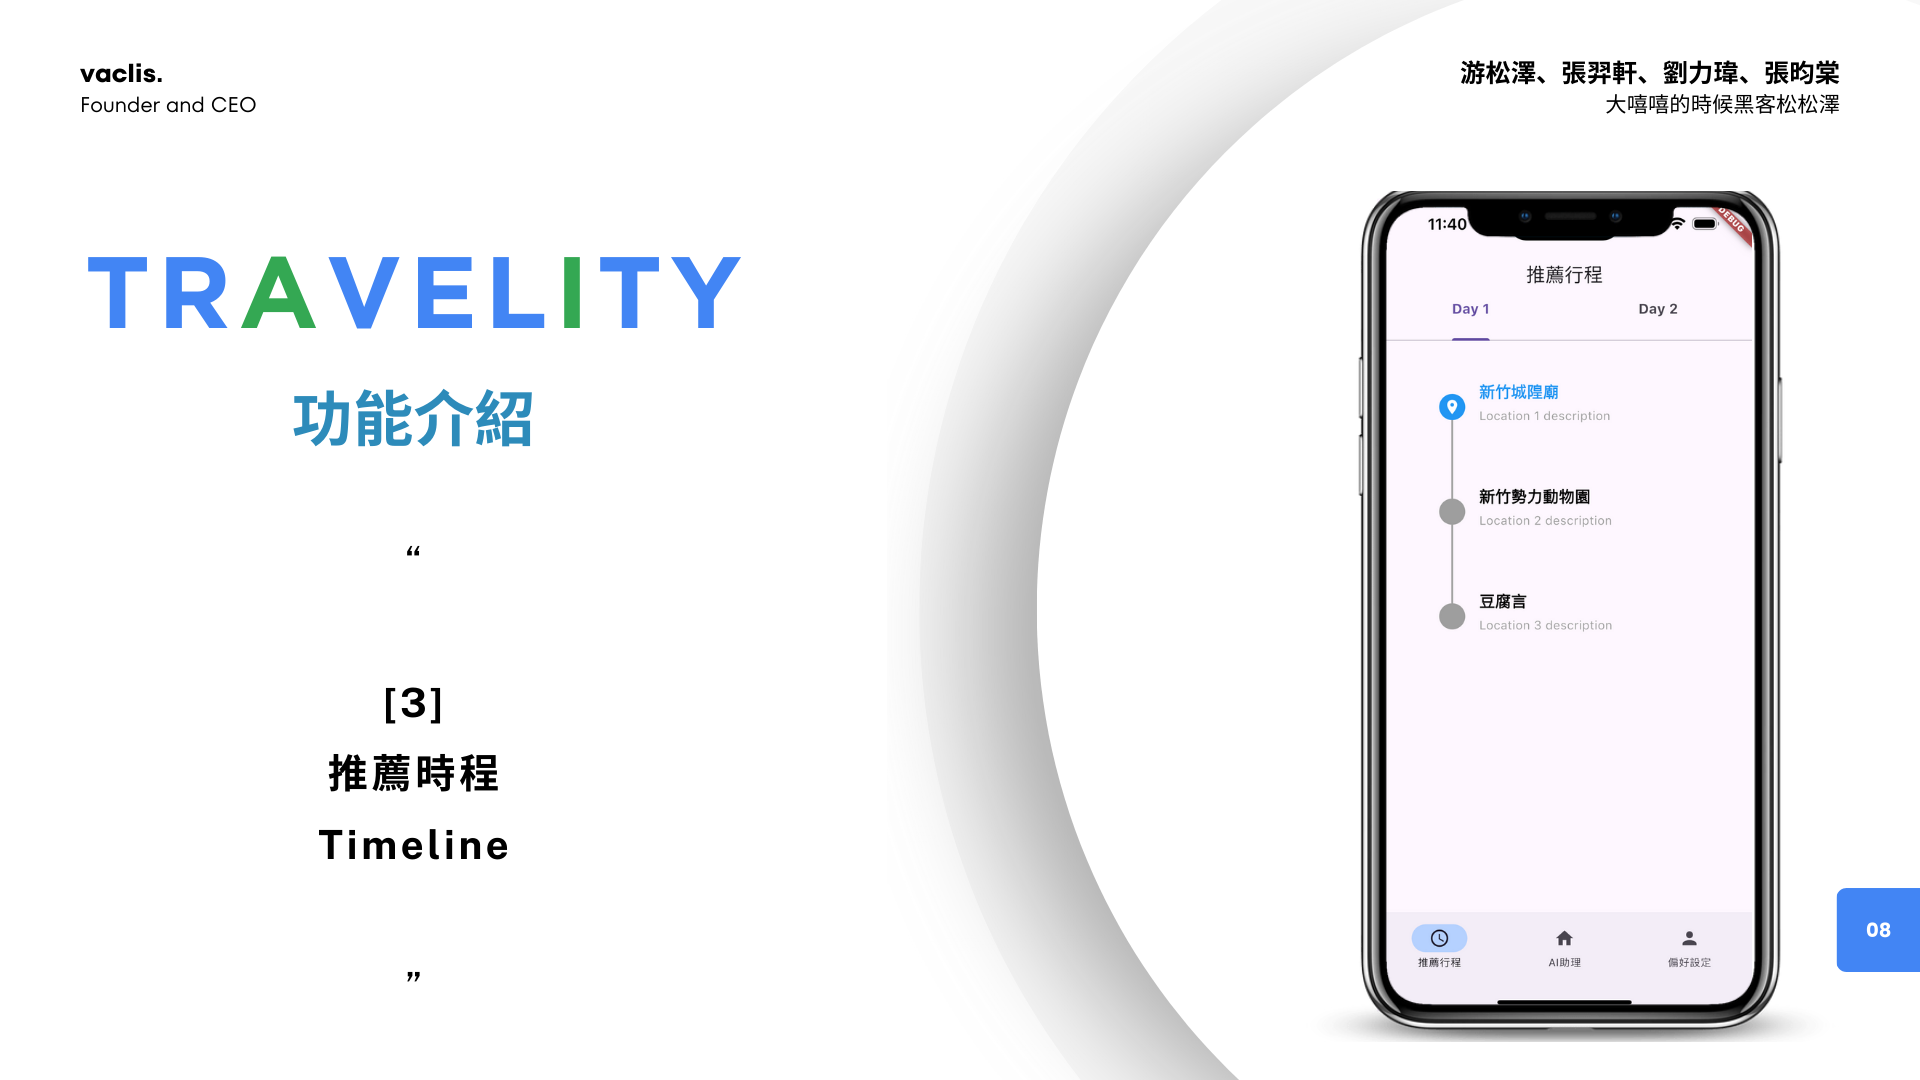 vaclis.
Founder and CEO
游松澤、張羿軒、劉力瑋、張昀棠
大嘻嘻的時候黑客松松澤
TRAVELITY
功能介紹
“
[3]
推薦時程
Timeline
”
11:40
DEBUG
推薦行程
Day 1
Day 2
新竹城隍廟
Location 1 description
新竹勢力動物園
Location 2 description
豆腐言
Location 3 description
推薦行程
AI助理
偏好設定
08